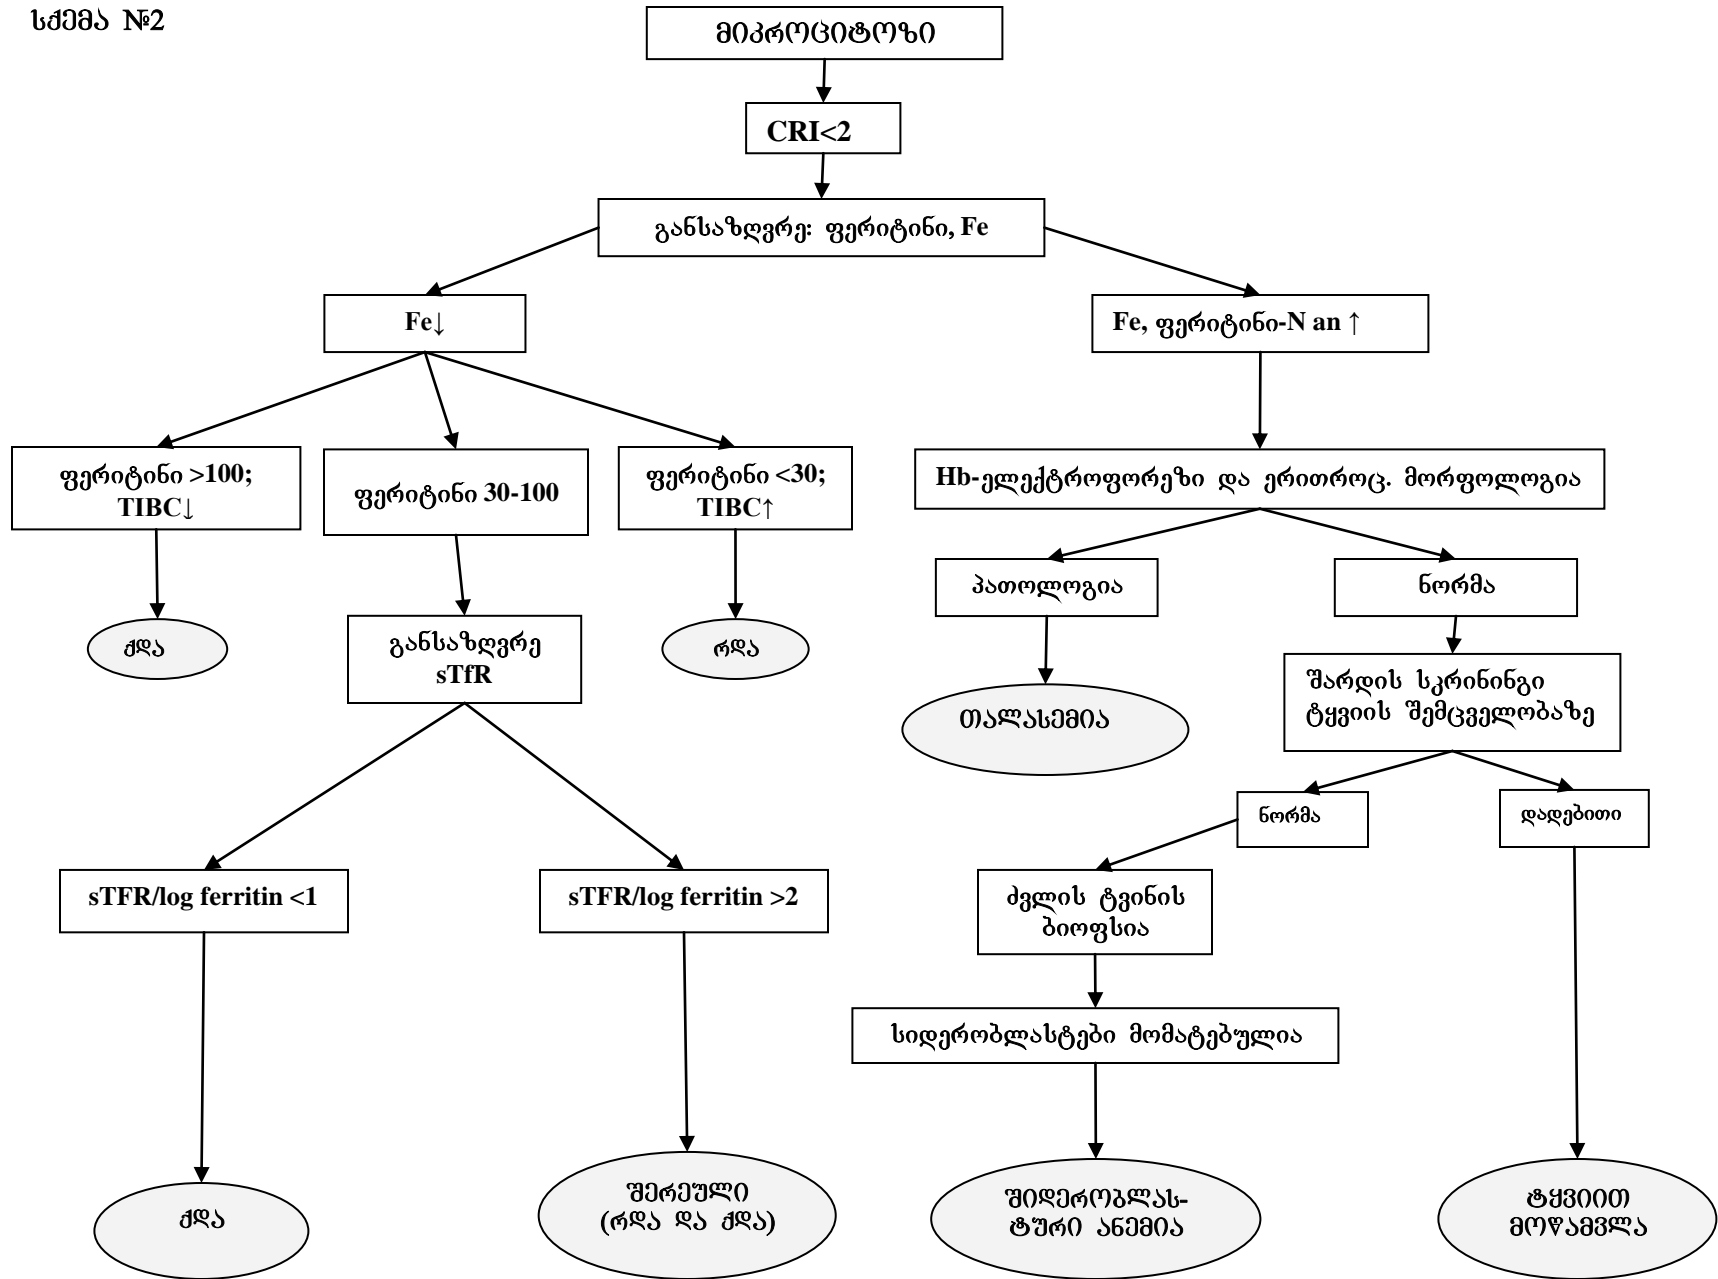 სქემა №2
მიკროციტოზი
CRI<2
განსაზღვრე: ფერიტინი, Fe
Fe↓
Fe, ფერიტინი-N an ↑
ფერიტინი >100;
TIBC↓
ფერიტინი 30-100
ფერიტინი <30;
TIBC↑
Hb-ელექტროფორეზი და ერითროც. მორფოლოგია
პათოლოგია
ნორმა
ქდა
განსაზღვრე
sTfR
რდა
თალასემია
შარდის სკრინინგი
ტყვიის შემცველობაზე
ნორმა
დადებითი
sTFR/log ferritin <1
sTFR/log ferritin >2
ძვლის ტვინის
ბიოფსია
სიდერობლასტები მომატებულია
ქდა
შერეული
(რდა და ქდა)
შიდერობლას-
ტური ანემია
ტყვიით
მოწამვლა